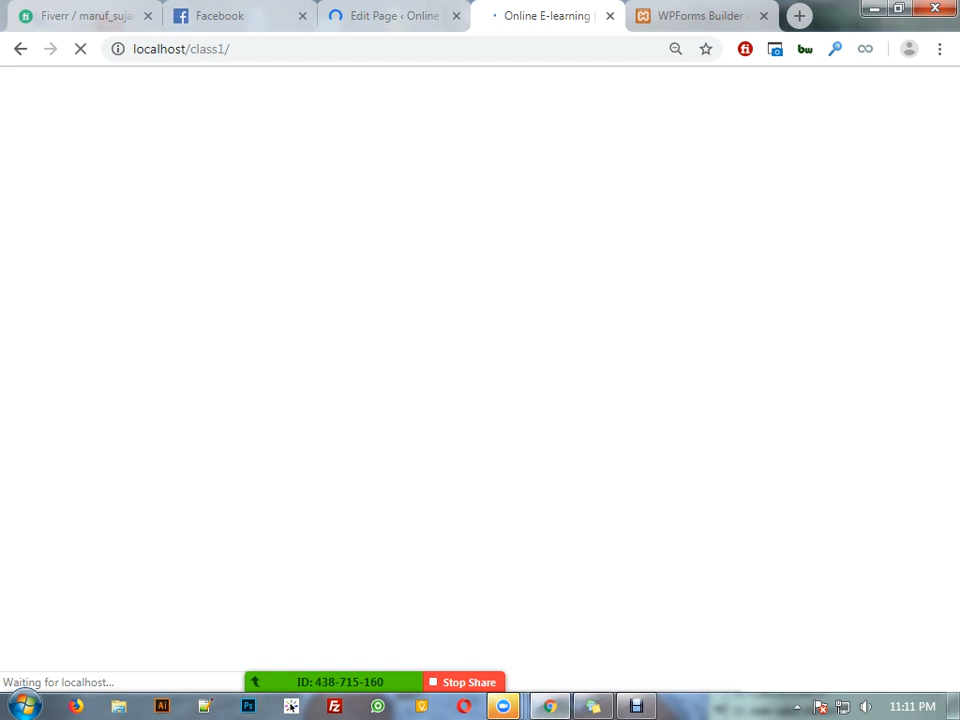 Fiverr / maruf_suja
Facebook
Edit Page ‹ Online
Online E-learning
WPForms Builder ‹
localhost/class1/
Waiting for localhost...
ID: 438-715-160
Stop Share
11:11 PM